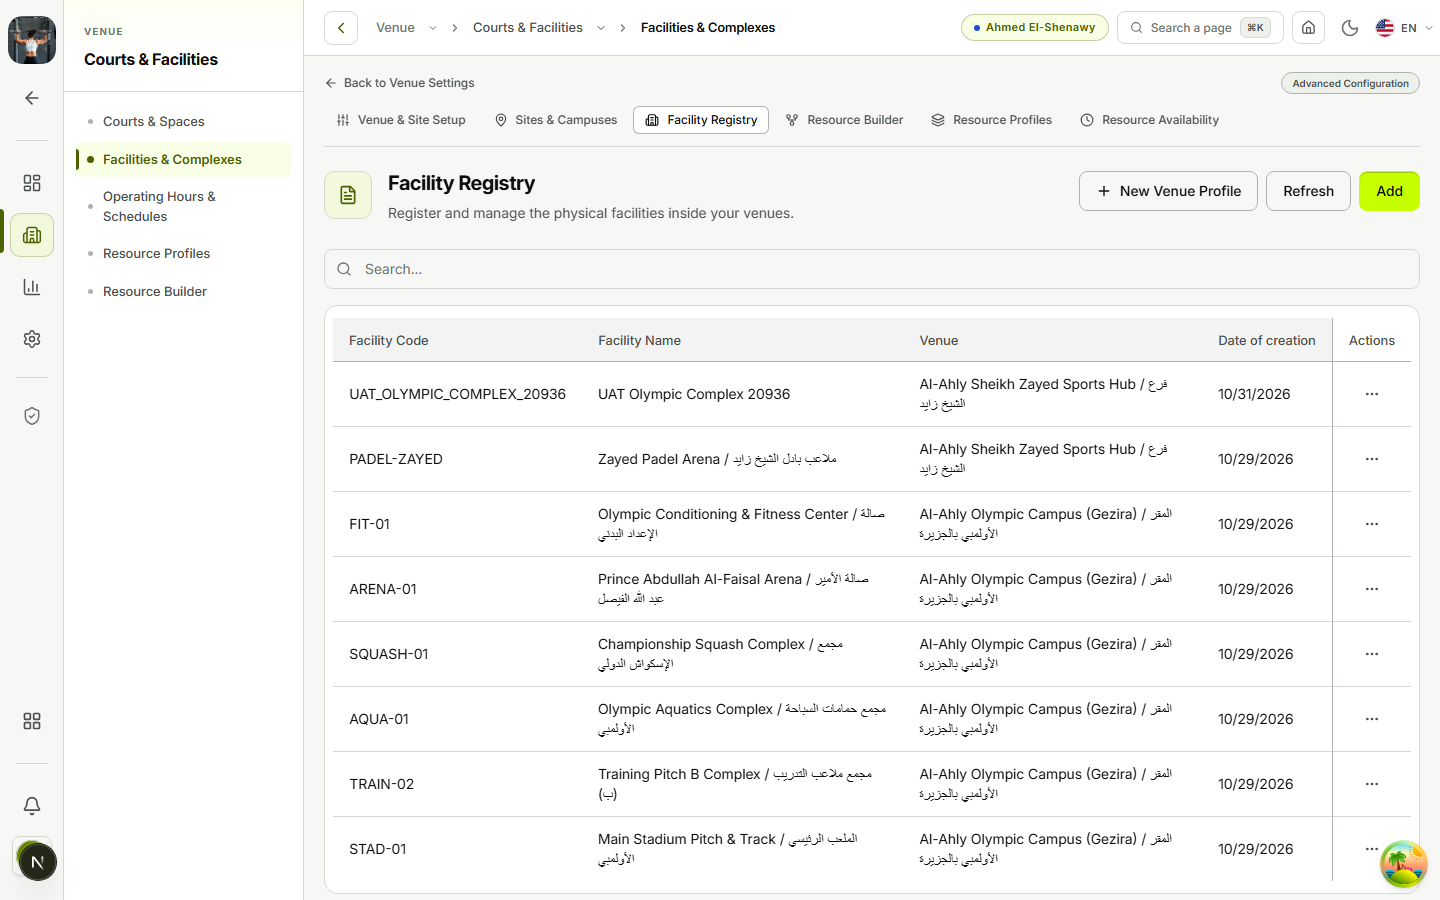 VENUE
Courts & Facilities
Courts & Spaces
Facilities & Complexes
Operating Hours &
Schedules
Resource Profiles
Resource Builder
N
Venue
Courts & Facilities
Facilities & Complexes
Ahmed El-Shenawy
Search a page
⌘K
EN
Back to Venue Settings
Advanced Configuration
Venue & Site Setup
Sites & Campuses
Facility Registry
Resource Builder
Resource Profiles
Resource Availability
Facility Registry
Register and manage the physical facilities inside your venues.
New Venue Profile
Refresh
Add
Search...
Facility Code Facility Name Venue Date of creation Actions
UAT_OLYMPIC_COMPLEX_20936
UAT Olympic Complex 20936
Al-Ahly Sheikh Zayed Sports Hub / فرع
الشيخ زايد
10/31/2026
PADEL-ZAYED
Zayed Padel Arena / ملاعب بادل الشيخ زايد
Al-Ahly Sheikh Zayed Sports Hub / فرع
الشيخ زايد
10/29/2026
FIT-01
Olympic Conditioning & Fitness Center / صالة
الإعداد البدني
Al-Ahly Olympic Campus (Gezira) / المقر
الأولمبي بالجزيرة
10/29/2026
ARENA-01
Prince Abdullah Al-Faisal Arena / صالة الأمير
عبد الله الفيصل
Al-Ahly Olympic Campus (Gezira) / المقر
الأولمبي بالجزيرة
10/29/2026
SQUASH-01
Championship Squash Complex / مجمع
الإسكواش الدولي
Al-Ahly Olympic Campus (Gezira) / المقر
الأولمبي بالجزيرة
10/29/2026
AQUA-01
Olympic Aquatics Complex / مجمع حمامات السباحة
الأولمبي
Al-Ahly Olympic Campus (Gezira) / المقر
الأولمبي بالجزيرة
10/29/2026
TRAIN-02
Training Pitch B Complex / مجمع ملاعب التدريب
(ب)
Al-Ahly Olympic Campus (Gezira) / المقر
الأولمبي بالجزيرة
10/29/2026
STAD-01
Main Stadium Pitch & Track / الملعب الرئيسي
الأولمبي
Al-Ahly Olympic Campus (Gezira) / المقر
الأولمبي بالجزيرة
10/29/2026